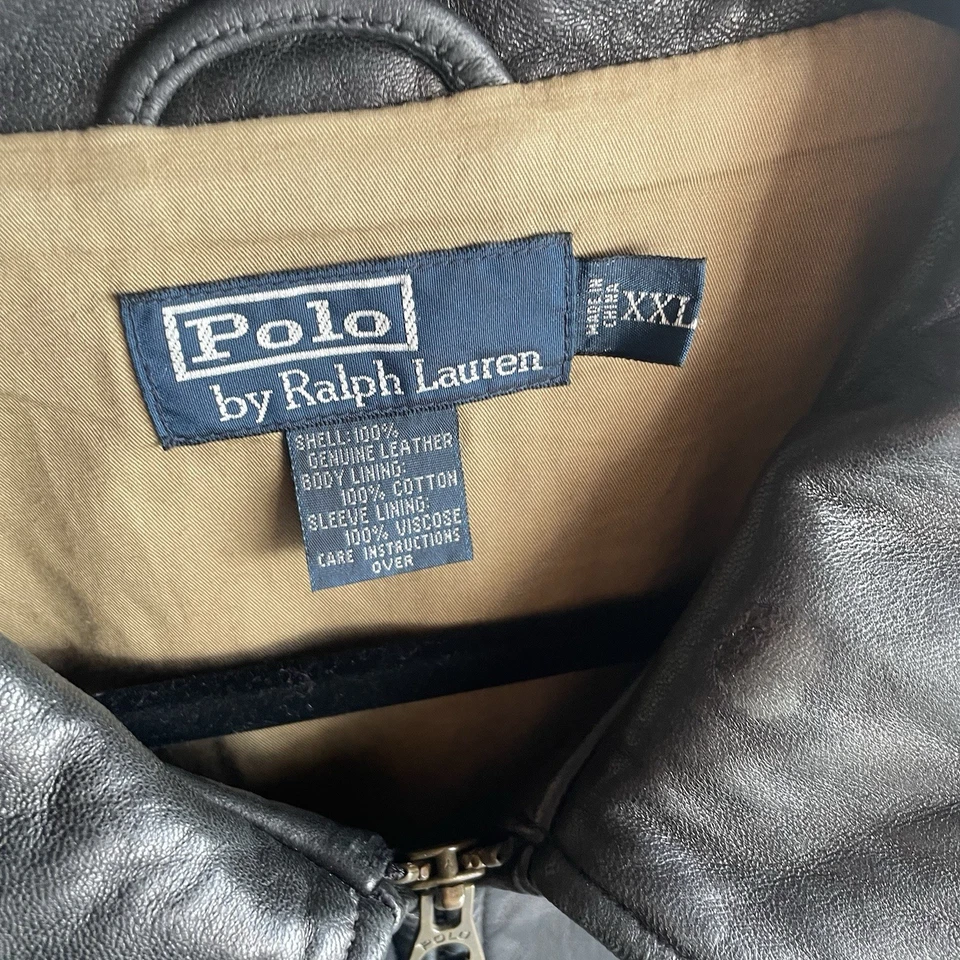 Polo
by Ralph Lauren
MADE IN
CHINA
XXL
SHELL: 100%
GENUINE LEATHER
BODY LINING:
100% COTTON
SLEEVE LINING:
100% VISCOSE
CARE INSTRUCTIONS
OVER
POLO